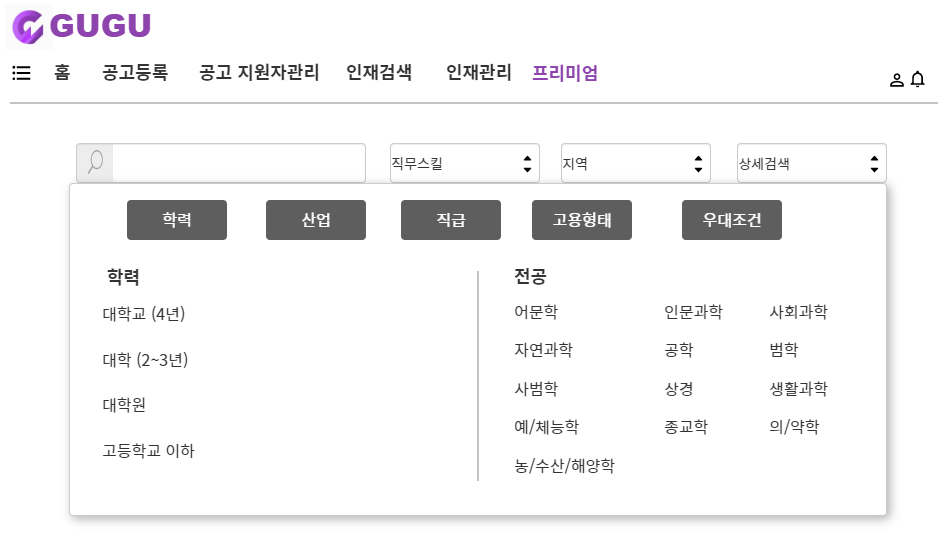 GUGU
홈 공고등록 공고 지원자관리 인재검색 인재관리 프리미엄
직무스킬 지역 상세검색
학력 산업 직급 고용형태 우대조건
학력
대학교 (4년)
대학 (2~3년)
대학원
고등학교 이하
전공
어문학 인문과학 사회과학
자연과학 공학 범학
사범학 상경 생활과학
예/체능학 종교학 의/약학
농/수산/해양학